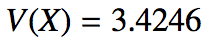 V(X) = 3.4246